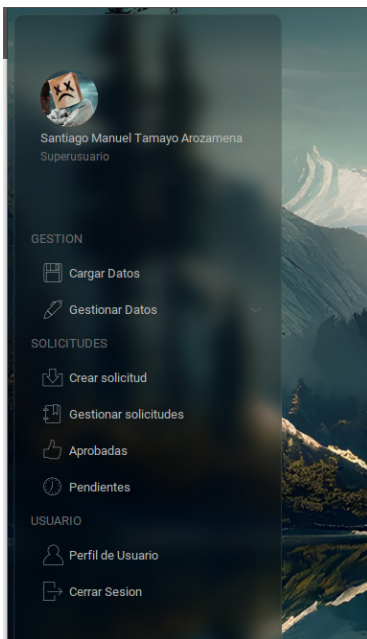 Santiago Manuel Tamayo Arozamena
Superusuario
GESTION
Cargar Datos
Gestionar Datos
SOLICITUDES
Crear solicitud
Gestionar solicitudes
Aprobadas
Pendientes
USUARIO
Perfil de Usuario
Cerrar Sesion